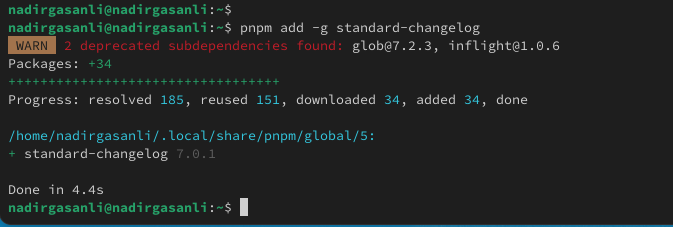 nadirgasanli@nadirgasanli:~$
nadirgasanli@nadirgasanli:~$ pnpm add -g standard-changelog
WARN 2 deprecated subdependencies found: glob@7.2.3, inflight@1.0.6
Packages: +34
++++++++++++++++++++++++++++++++++
Progress: resolved 185, reused 151, downloaded 34, added 34, done
/home/nadirgasanli/.local/share/pnpm/global/5:
+ standard-changelog 7.0.1
Done in 4.4s
nadirgasanli@nadirgasanli:~$